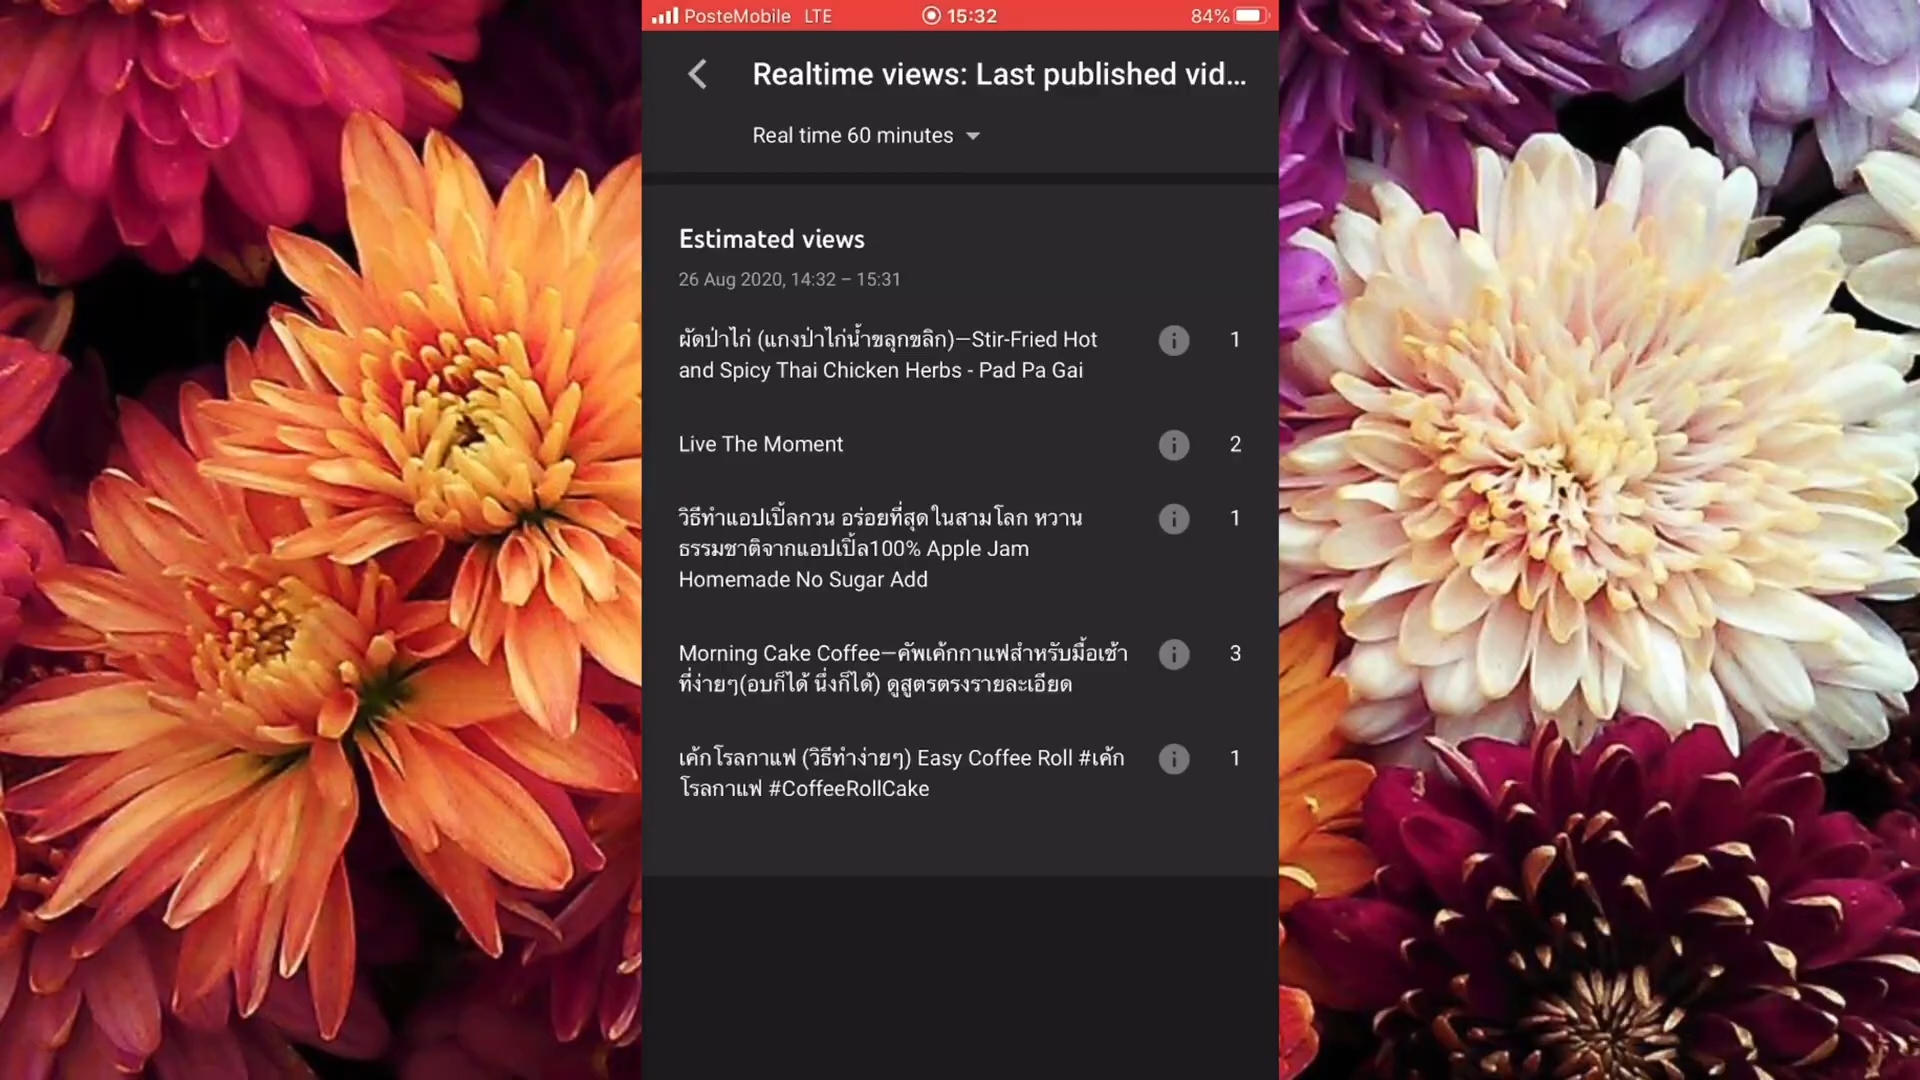 PosteMobile LTE 15:32 84%
Realtime views: Last published vid...
Real time 60 minutes
Estimated views
26 Aug 2020, 14:32 – 15:31
ผัดป่าไก่ (แกงป่าไก่น้ำขลุกขลิก)—Stir-Fried Hot 1
and Spicy Thai Chicken Herbs - Pad Pa Gai
Live The Moment 2
วิธีทำแอปเปิ้ลกวน อร่อยที่สุดในสามโลก หวาน 1
ธรรมชาติจากแอปเปิ้ล100% Apple Jam
Homemade No Sugar Add
Morning Cake Coffee—คัพเค้กกาแฟสำหรับมื้อเช้า 3
ที่ง่ายๆ(อบก็ได้ นึ่งก็ได้) ดูสูตรตรงรายละเอียด
เค้กโรลกาแฟ (วิธีทำง่ายๆ) Easy Coffee Roll #เค้ก 1
โรลกาแฟ #CoffeeRollCake